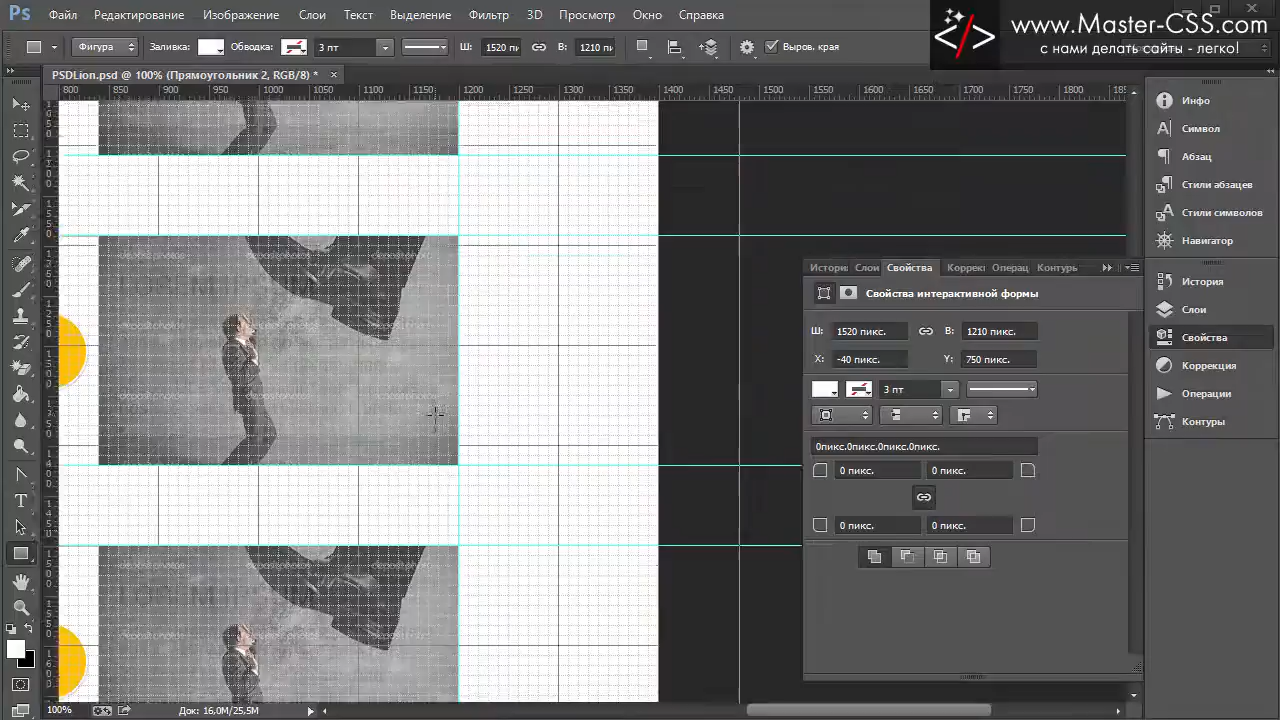 Ps Файл Редактирование Изображение Слои Текст Выделение Фильтр 3D Просмотр Окно Справка
www.Master-CSS.com
с нами делать сайты - легко!
Фигура Заливка: Обводка: 3 пт Ш: 1520 пи В: 1210 пи Выров. края
PSDLion.psd @ 100% (Прямоугольник 2, RGB/8) * ×
800 850 900 950 1000 1050 1100 1150 1200 1250 1300 1350 1400 1450 1500 1550 1600 1650 1700 1750 1800 185
Инфо
Символ
Абзац
Стили абзацев
Стили символов
Навигатор
История
Слои
Свойства
Коррекция
Операции
Контуры
Истори Слои Свойства Коррекц Операц Контурь
Свойства интерактивной формы
Ш: 1520 пикс. В: 1210 пикс.
X: -40 пикс. Y: 750 пикс.
3 пт
0пикс.0пикс.0пикс.0пикс.
0 пикс. 0 пикс.
0 пикс. 0 пикс.
100% Док: 16,0M/25,5M